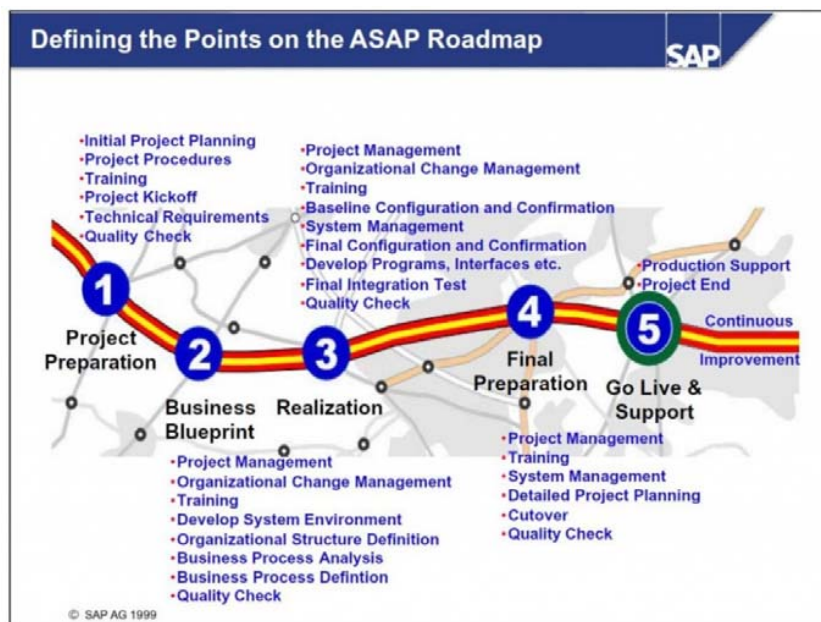 Defining the Points on the ASAP Roadmap
SAP
•Initial Project Planning
•Project Procedures
•Training
•Project Kickoff
•Technical Requirements
•Quality Check
•Project Management
•Organizational Change Management
•Training
•Baseline Configuration and Confirmation
•System Management
•Final Configuration and Confirmation
•Develop Programs, Interfaces etc.
•Final Integration Test
•Quality Check
•Production Support
•Project End
1
Project
Preparation
2
Business
Blueprint
3
Realization
4
Final
Preparation
5
Go Live &
Support
Continuous
Improvement
•Project Management
•Organizational Change Management
•Training
•Develop System Environment
•Organizational Structure Definition
•Business Process Analysis
•Business Process Defintion
•Quality Check
•Project Management
•Training
•System Management
•Detailed Project Planning
•Cutover
•Quality Check
© SAP AG 1999